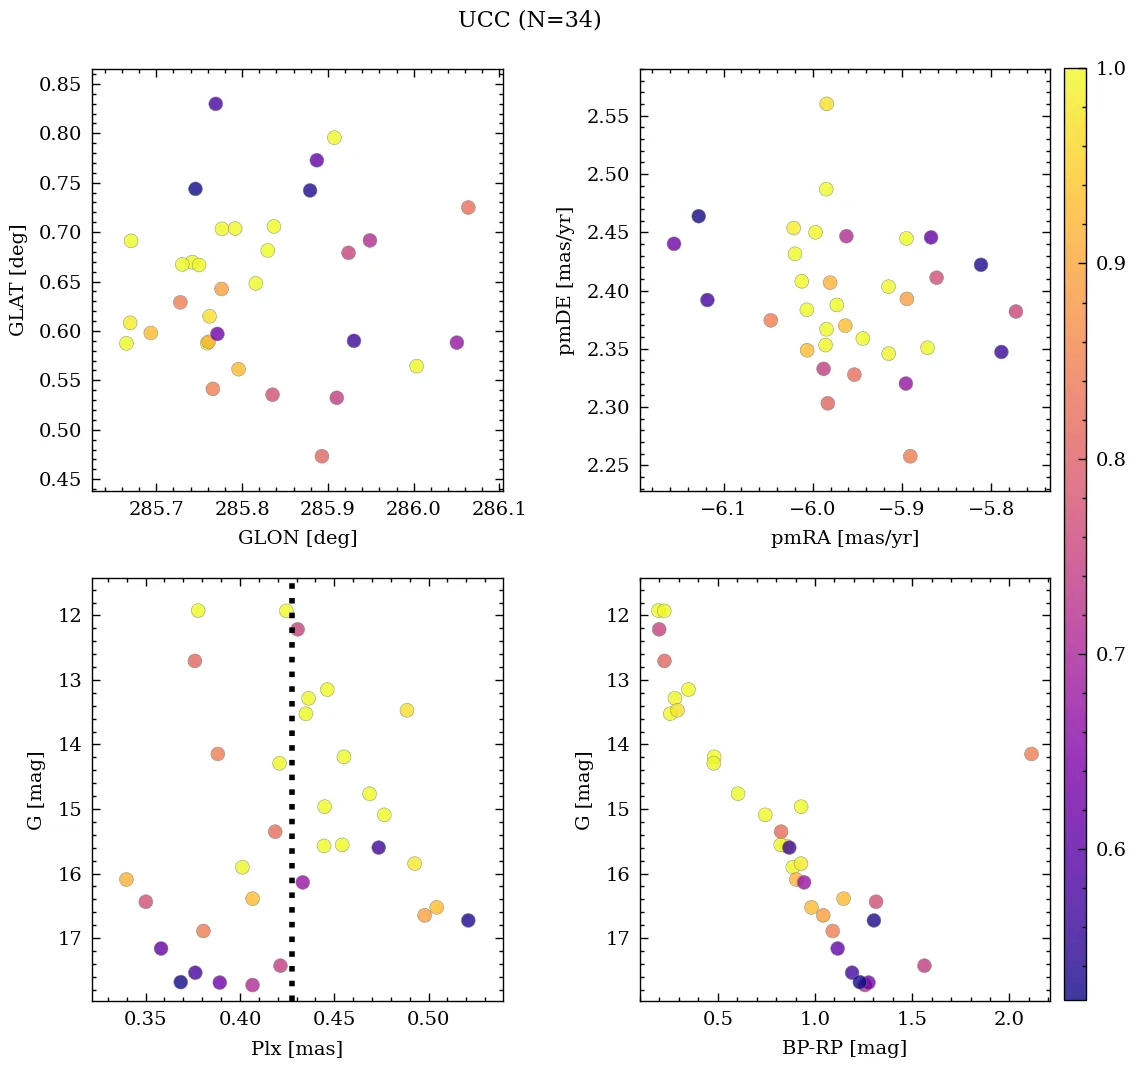 UCC (N=34)
0.85
0.80
0.75
0.70
0.65
0.60
0.55
0.50
0.45
GLAT [deg]
285.7 285.8 285.9 286.0 286.1
GLON [deg]
2.55
2.50
2.45
2.40
2.35
2.30
2.25
pmDE [mas/yr]
−6.1 −6.0 −5.9 −5.8
pmRA [mas/yr]
1.0
0.9
0.8
0.7
0.6
12
13
14
15
16
17
G [mag]
0.35 0.40 0.45 0.50
Plx [mas]
12
13
14
15
16
17
G [mag]
0.5 1.0 1.5 2.0
BP-RP [mag]